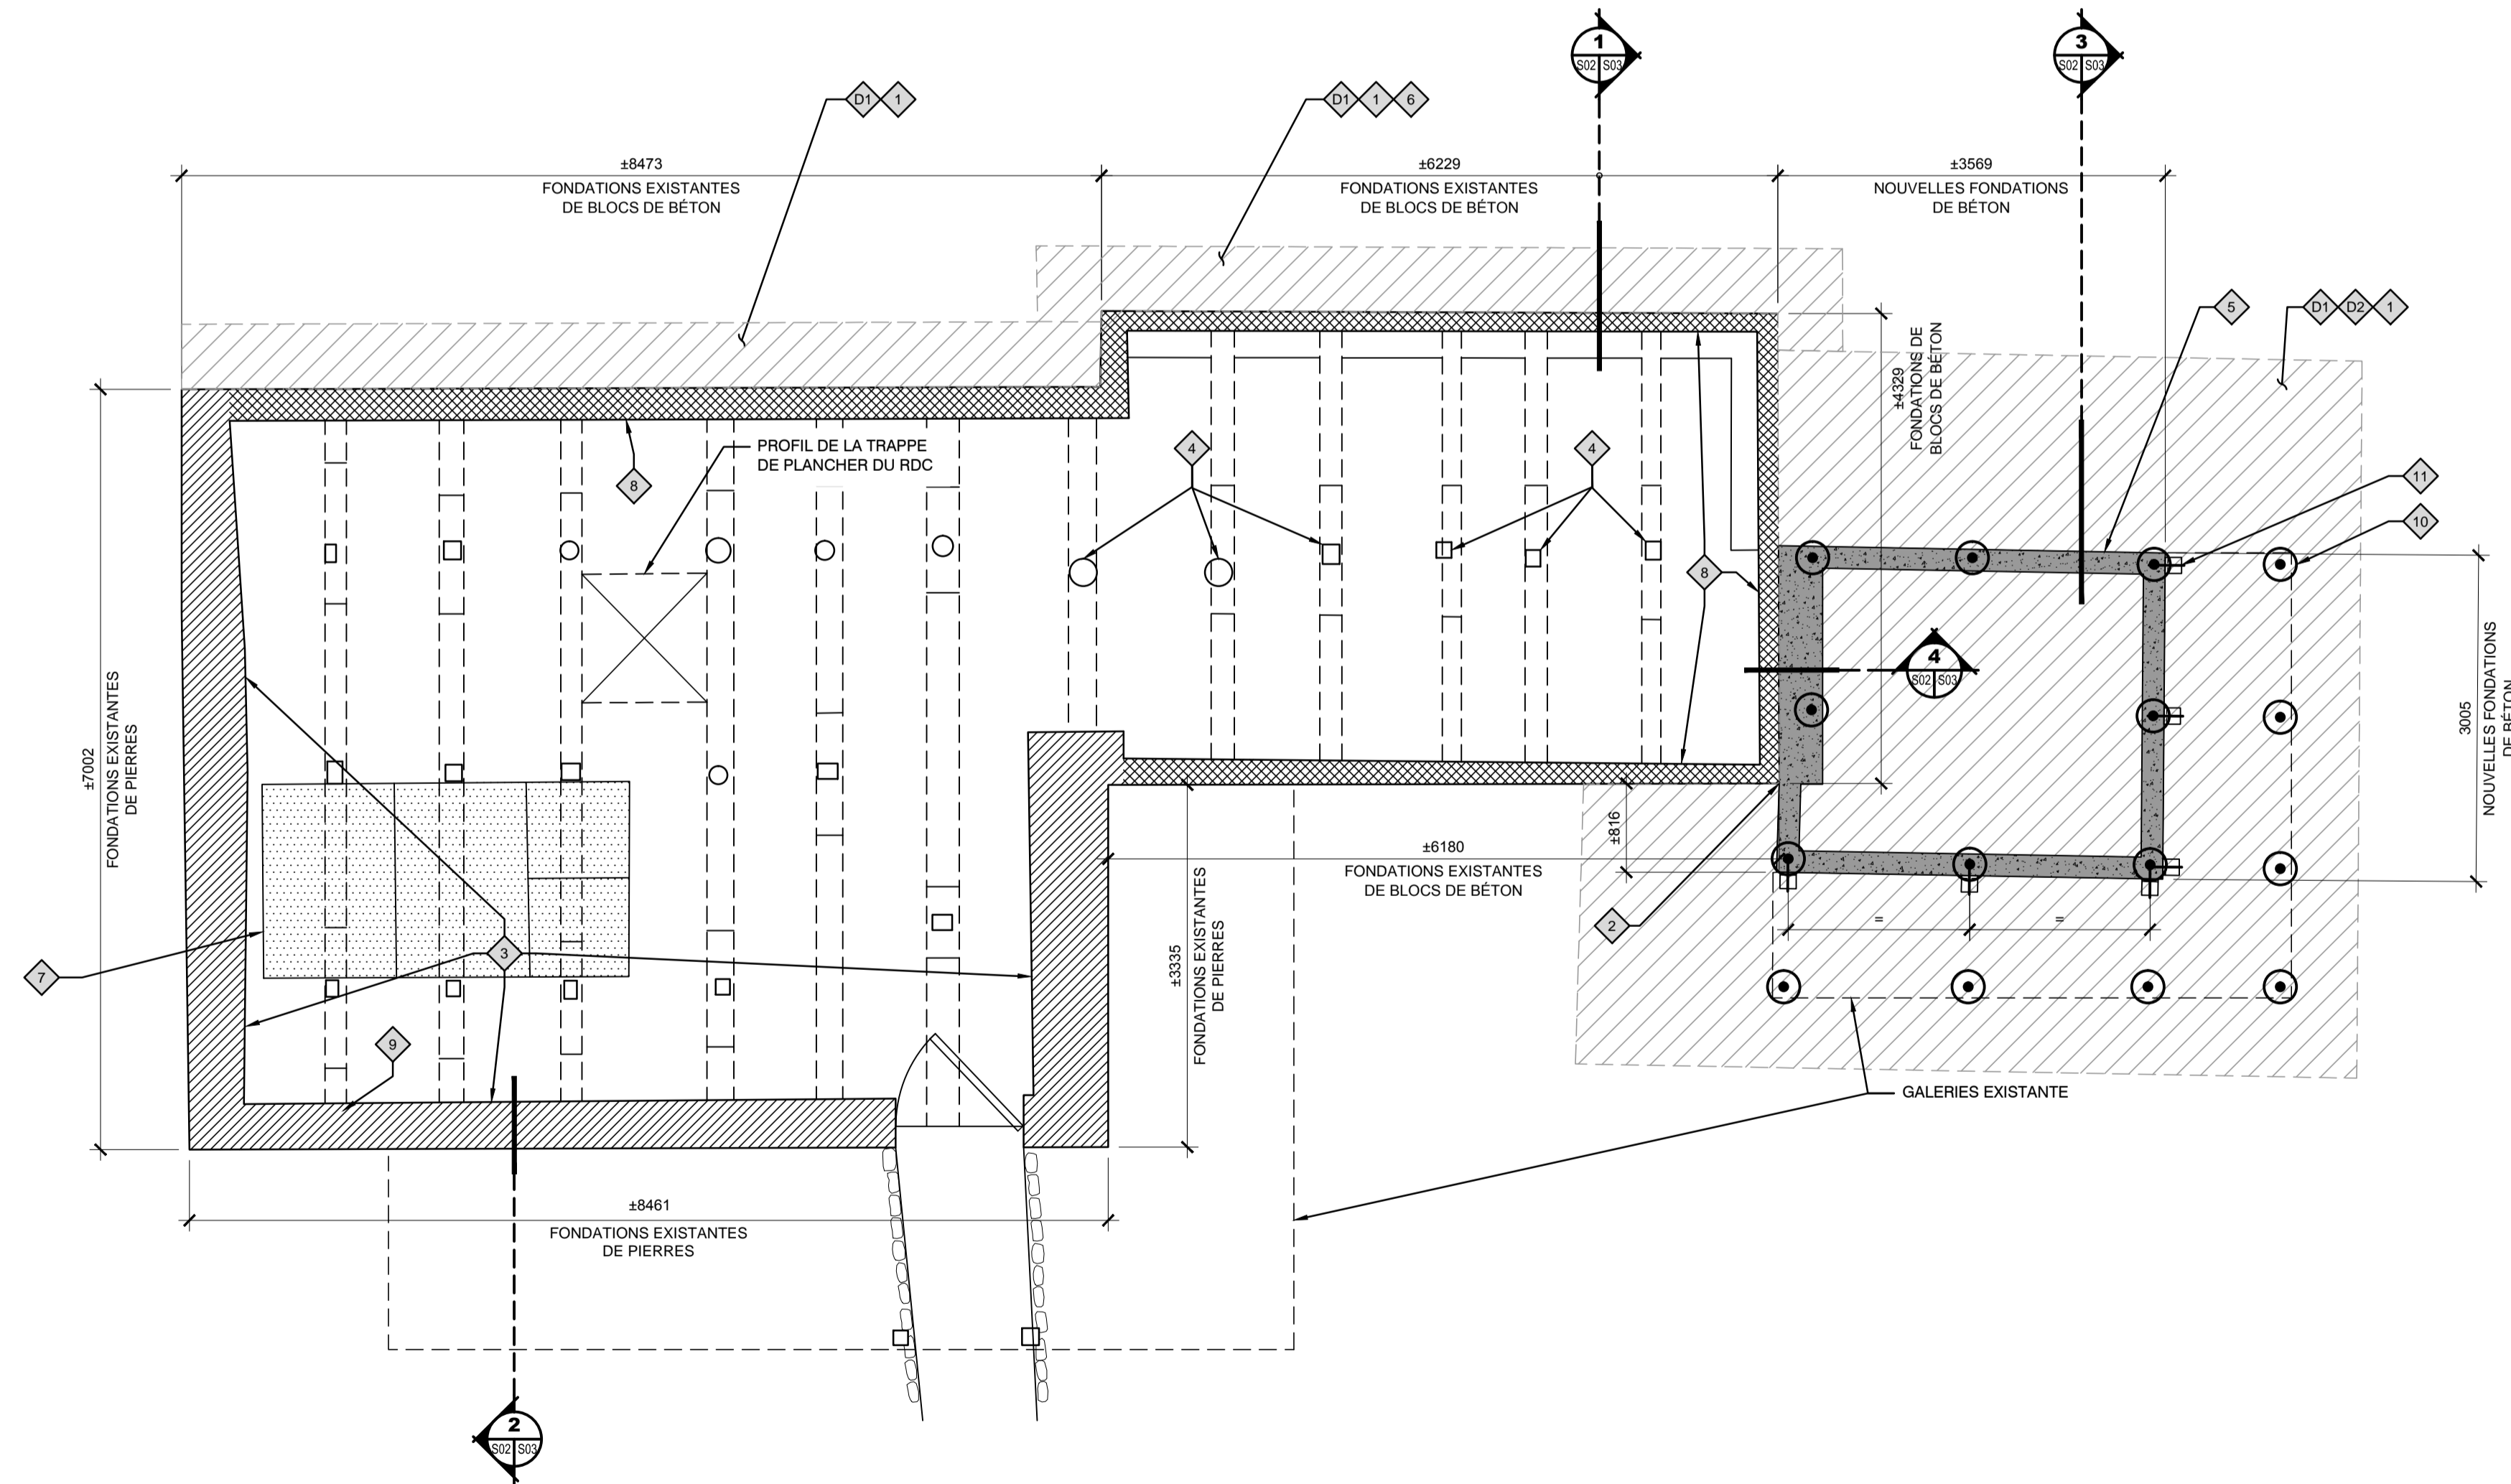 1
S02 S03
3
S02 S03
D1 1
D1 1 6
±8473
FONDATIONS EXISTANTES
DE BLOCS DE BÉTON
±6229
FONDATIONS EXISTANTES
DE BLOCS DE BÉTON
±3569
NOUVELLES FONDATIONS
DE BÉTON
5
D1 D2 1
±4329
FONDATIONS DE
BLOCS DE BÉTON
PROFIL DE LA TRAPPE
DE PLANCHER DU RDC
4
4
8
11
10
8
4
S02 S03
±7002
FONDATIONS EXISTANTES
DE PIERRES
3005
NOUVELLES FONDATIONS
DE BÉTON
±816
±6180
FONDATIONS EXISTANTES
DE BLOCS DE BÉTON
±3335
FONDATIONS EXISTANTES
DE PIERRES
2
=
=
7
3
9
GALERIES EXISTANTE
±8461
FONDATIONS EXISTANTES
DE PIERRES
2
S02 S03